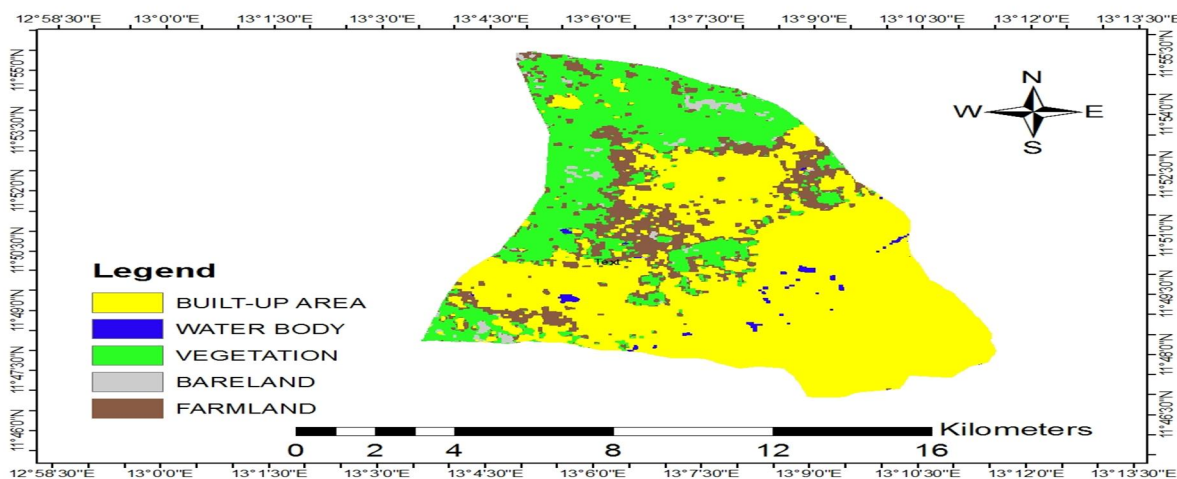 12°58'30"E 13°0'0"E 13°1'30"E 13°3'0"E 13°4'30"E 13°6'0"E 13°7'30"E 13°9'0"E 13°10'30"E 13°12'0"E 13°13'30"E
11°55'0"N
11°53'30"N
11°52'0"N
11°50'30"N
11°49'0"N
11°47'30"N
11°46'0"N
N
W E
S
Text
Legend
BUILT-UP AREA
WATER BODY
VEGETATION
BARELAND
FARMLAND
Kilometers
0 2 4 8 12 16
11°55'30"N
11°54'0"N
11°52'30"N
11°51'0"N
11°49'30"N
11°48'0"N
11°46'30"N
12°58'30"E 13°0'0"E 13°1'30"E 13°3'0"E 13°4'30"E 13°6'0"E 13°7'30"E 13°9'0"E 13°10'30"E 13°12'0"E 13°13'30"E